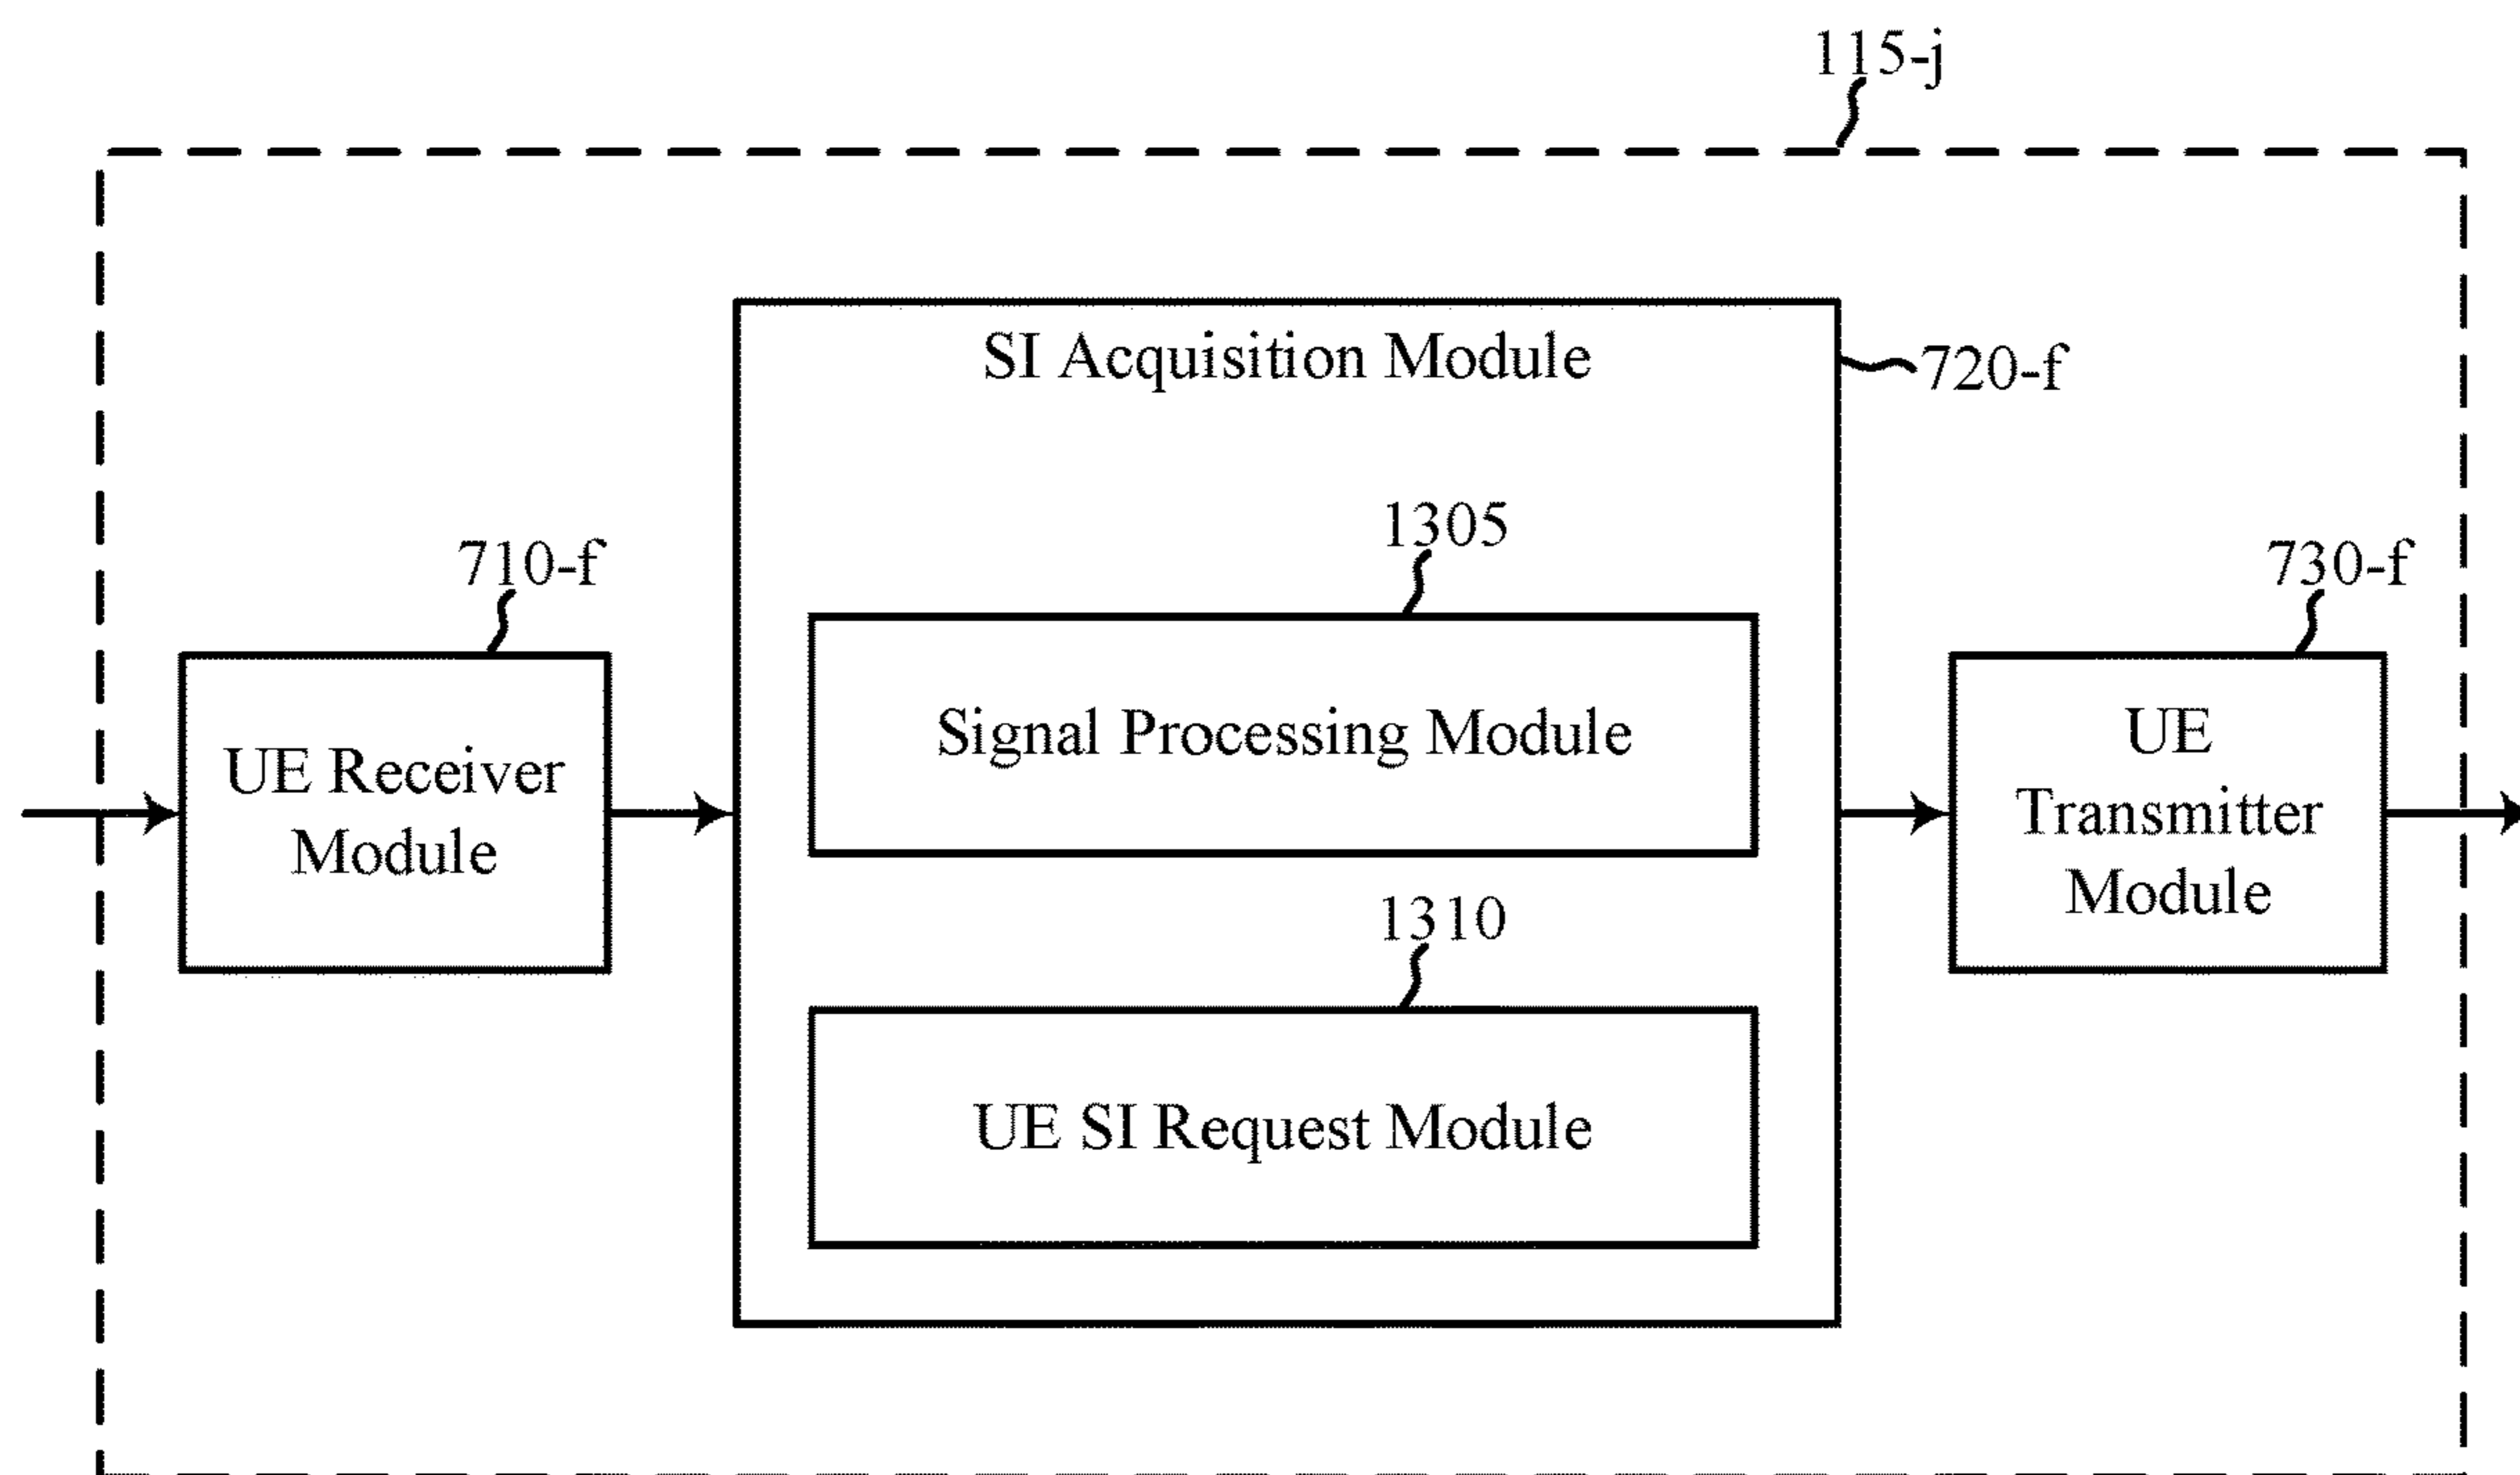 115-j
SI Acquisition Module
720-f
1305
710-f
730-f
Signal Processing Module
UE Receiver
Module
UE
Transmitter
Module
1310
UE SI Request Module